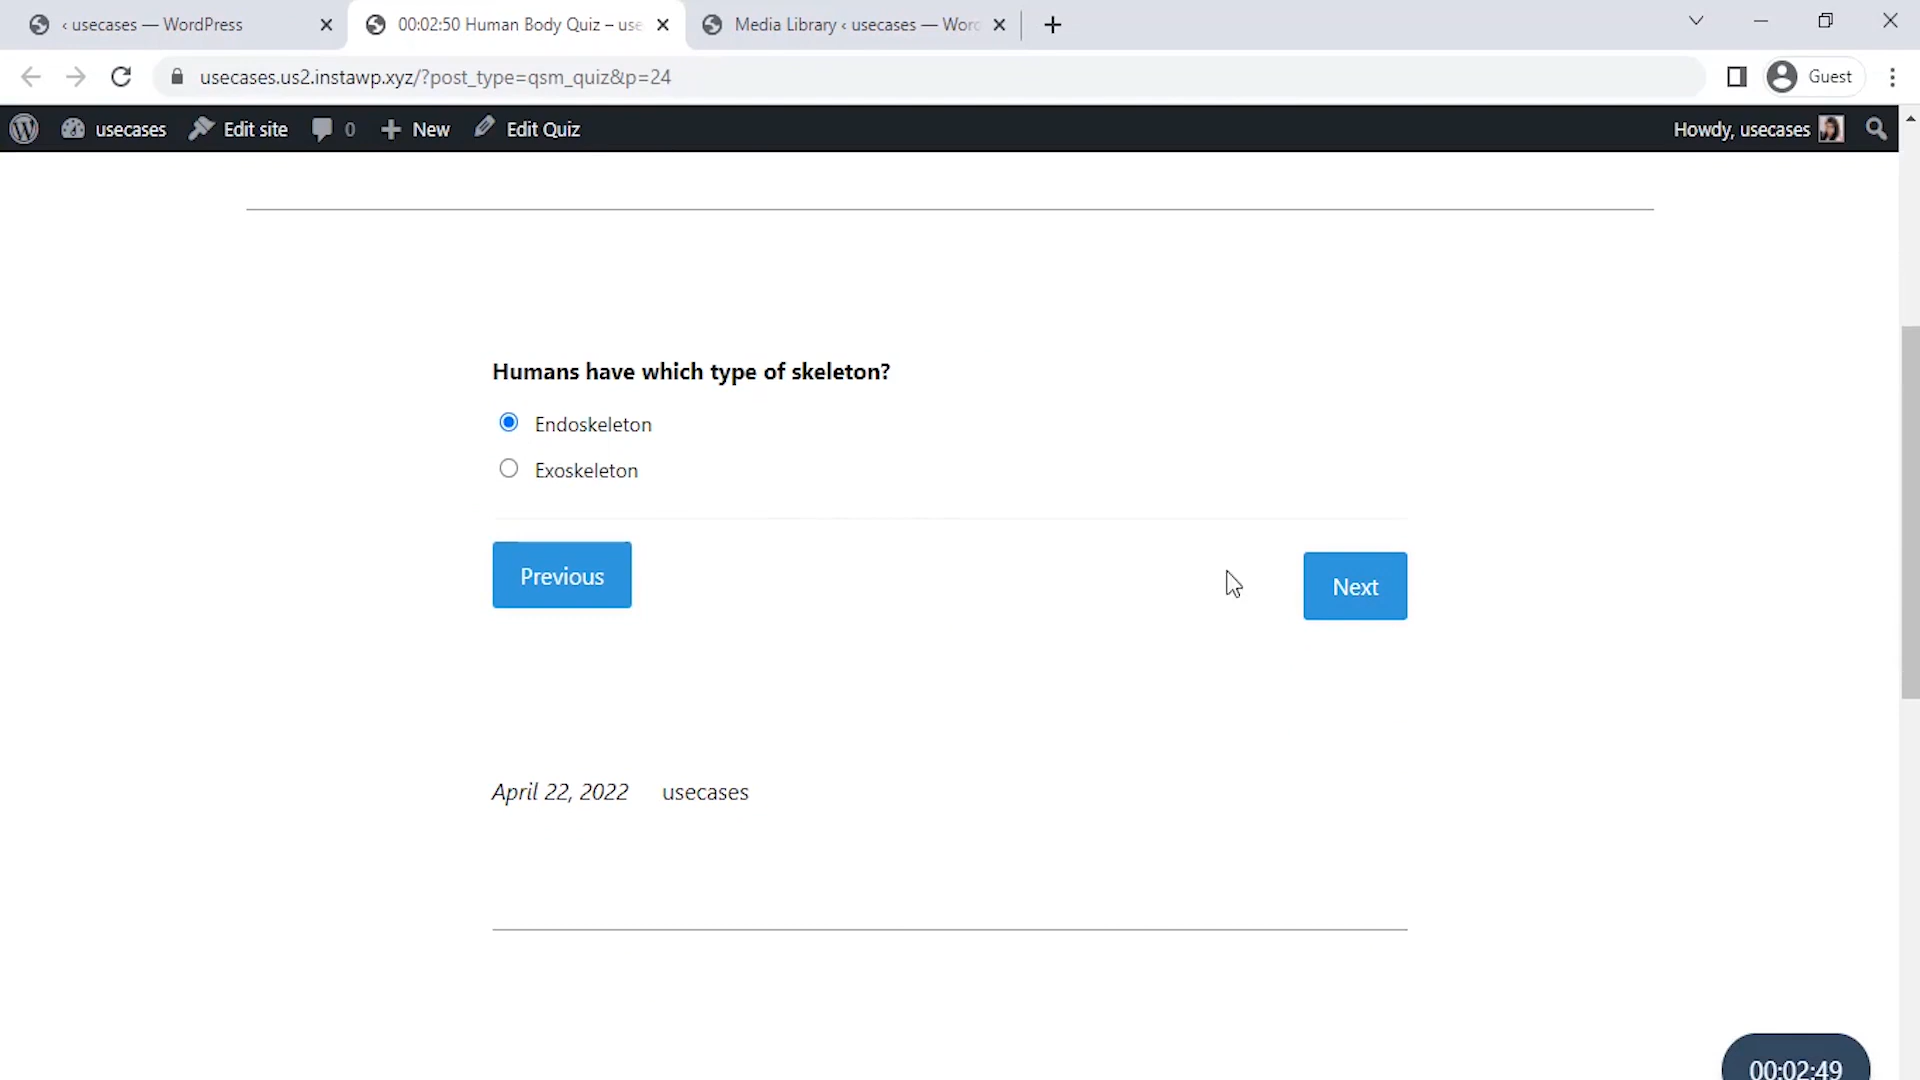 ‹ usecases — WordPress
00:02:50 Human Body Quiz – use
Media Library ‹ usecases — Worc
usecases.us2.instawp.xyz/?post_type=qsm_quiz&p=24
Guest
usecases
Edit site
0
New
Edit Quiz
Howdy, usecases
Humans have which type of skeleton?
Endoskeleton
Exoskeleton
Previous
Next
April 22, 2022
usecases
00:02:49